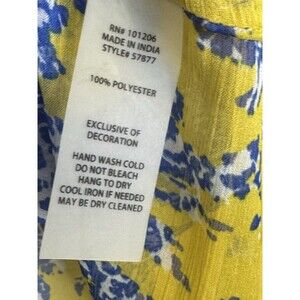 RN# 101206
MADE IN INDIA
STYLE# 57877
100% POLYESTER
EXCLUSIVE OF
DECORATION
HAND WASH COLD
DO NOT BLEACH
HANG TO DRY
COOL IRON IF NEEDED
MAY BE DRY CLEANED